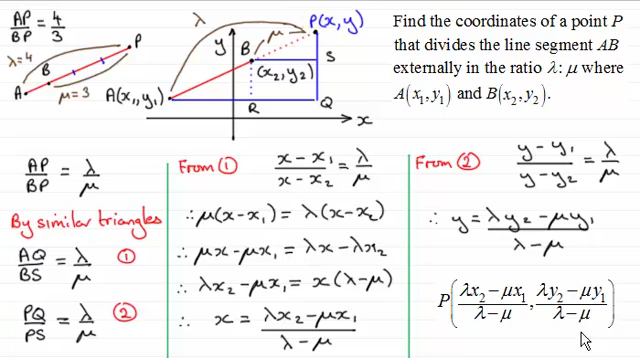 AP/BP = 4/3
λ=4
μ=3
A
B
P
λ
μ
P(x,y)
y
B
(x₂,y₂)
S
A(x₁,y₁)
R
Q
x
Find the coordinates of a point P
that divides the line segment AB
externally in the ratio λ : μ where
A(x₁,y₁) and B(x₂,y₂).
AP/BP = λ/μ
By similar triangles
AQ/BS = λ/μ ①
PQ/PS = λ/μ ②
From ① (x-x₁)/(x-x₂) = λ/μ
∴ μ(x-x₁) = λ(x-x₂)
∴ μx-μx₁ = λx-λx₂
∴ λx₂-μx₁ = x(λ-μ)
∴ x = (λx₂-μx₁)/(λ-μ)
From ② (y-y₁)/(y-y₂) = λ/μ
∴ y = (λy₂-μy₁)/(λ-μ)
P((λx₂-μx₁)/(λ-μ), (λy₂-μy₁)/(λ-μ))